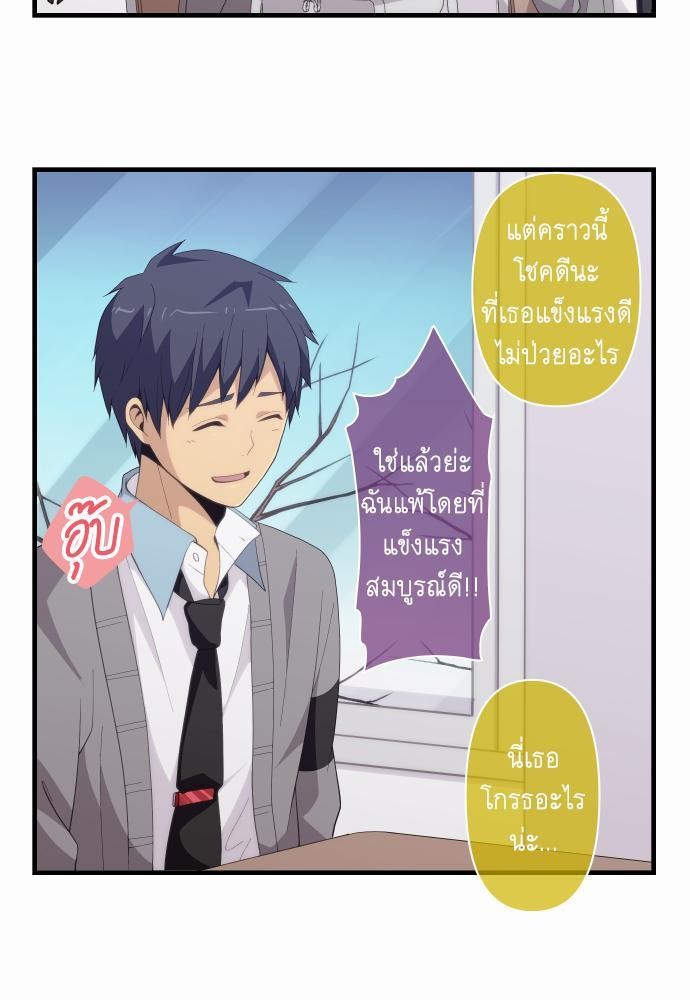 แต่คราวนี้
โชคดีนะ
ที่เธอแข็งแรงดี
ไม่ป่วยอะไร
ใช่แล้วย่ะ
ฉันแพ้โดยที่
แข็งแรง
สมบูรณ์ดี!!
อุ๊บ
นี่เธอ
โกรธอะไร
น่ะ...